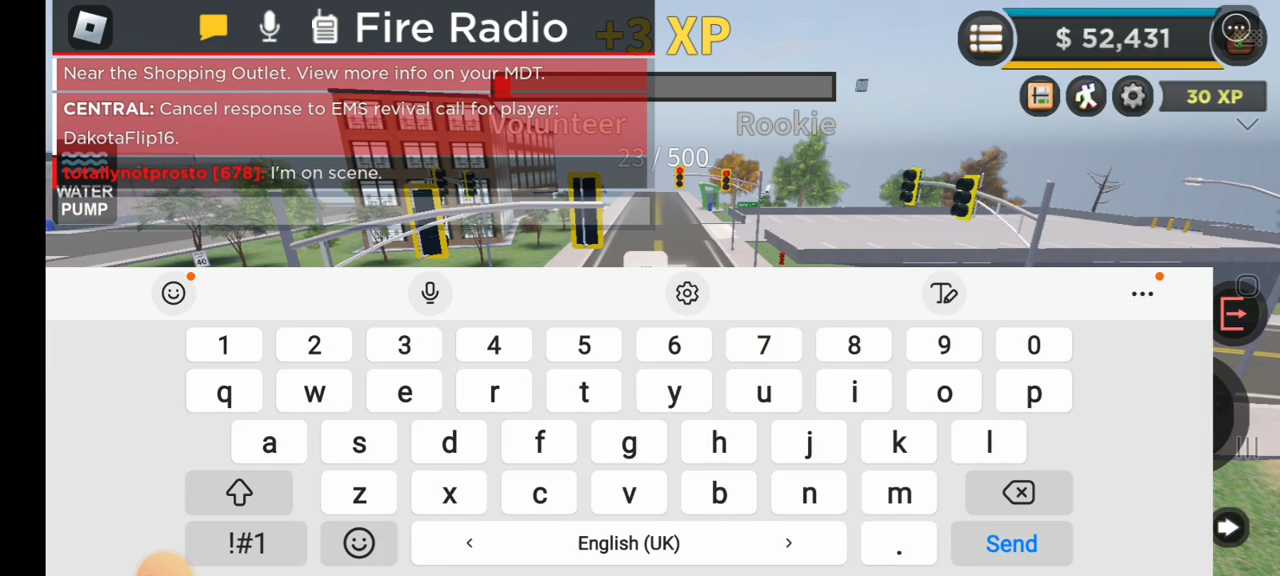 Fire Radio
+3 XP
$ 52,431
Near the Shopping Outlet. View more info on your MDT.
CENTRAL: Cancel response to EMS revival call for player:
DakotaFlip16.
totallynotprosto [678]: I'm on scene.
Volunteer
Rookie
23 / 500
30 XP
WATER
PUMP
40
1 2 3 4 5 6 7 8 9 0
q w e r t y u i o p
a s d f g h j k l
z x c v b n m
!#1 < English (UK) > . Send